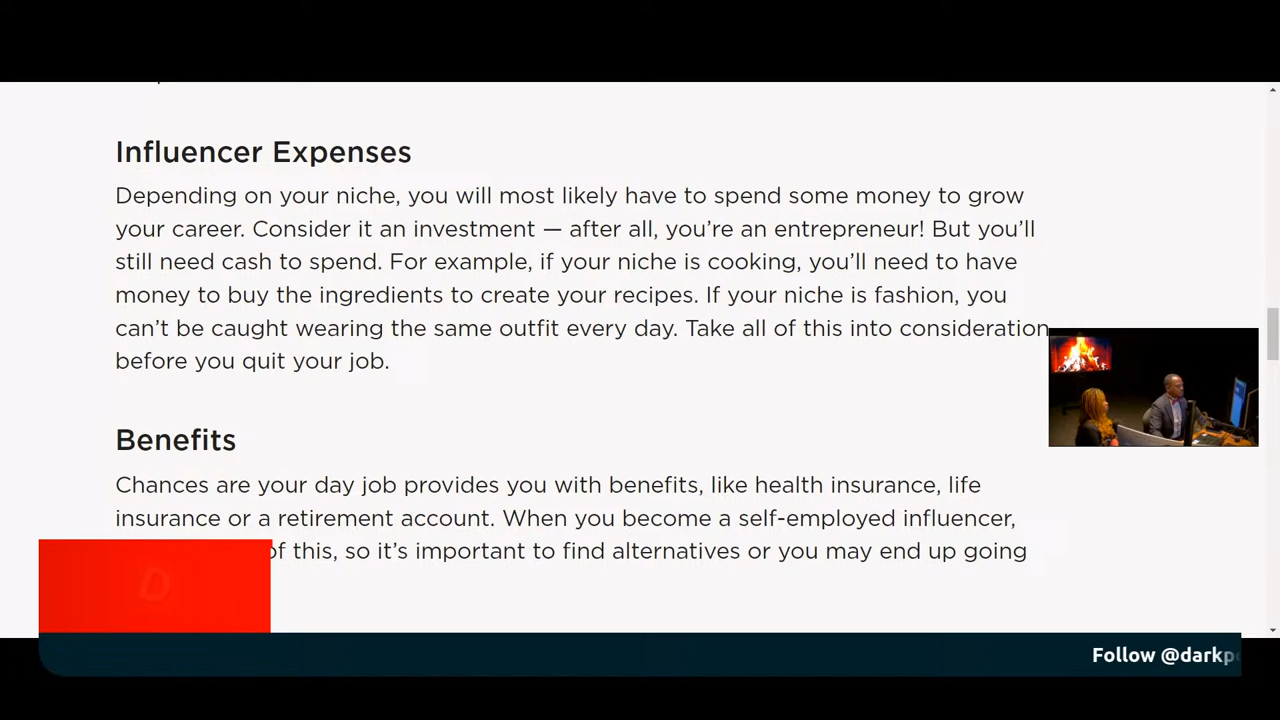 Influencer Expenses
Depending on your niche, you will most likely have to spend some money to grow
your career. Consider it an investment — after all, you’re an entrepreneur! But you’ll
still need cash to spend. For example, if your niche is cooking, you’ll need to have
money to buy the ingredients to create your recipes. If your niche is fashion, you
can’t be caught wearing the same outfit every day. Take all of this into consideration
before you quit your job.
Benefits
Chances are your day job provides you with benefits, like health insurance, life
insurance or a retirement account. When you become a self-employed influencer,
of this, so it’s important to find alternatives or you may end up going
D
Follow @darkp